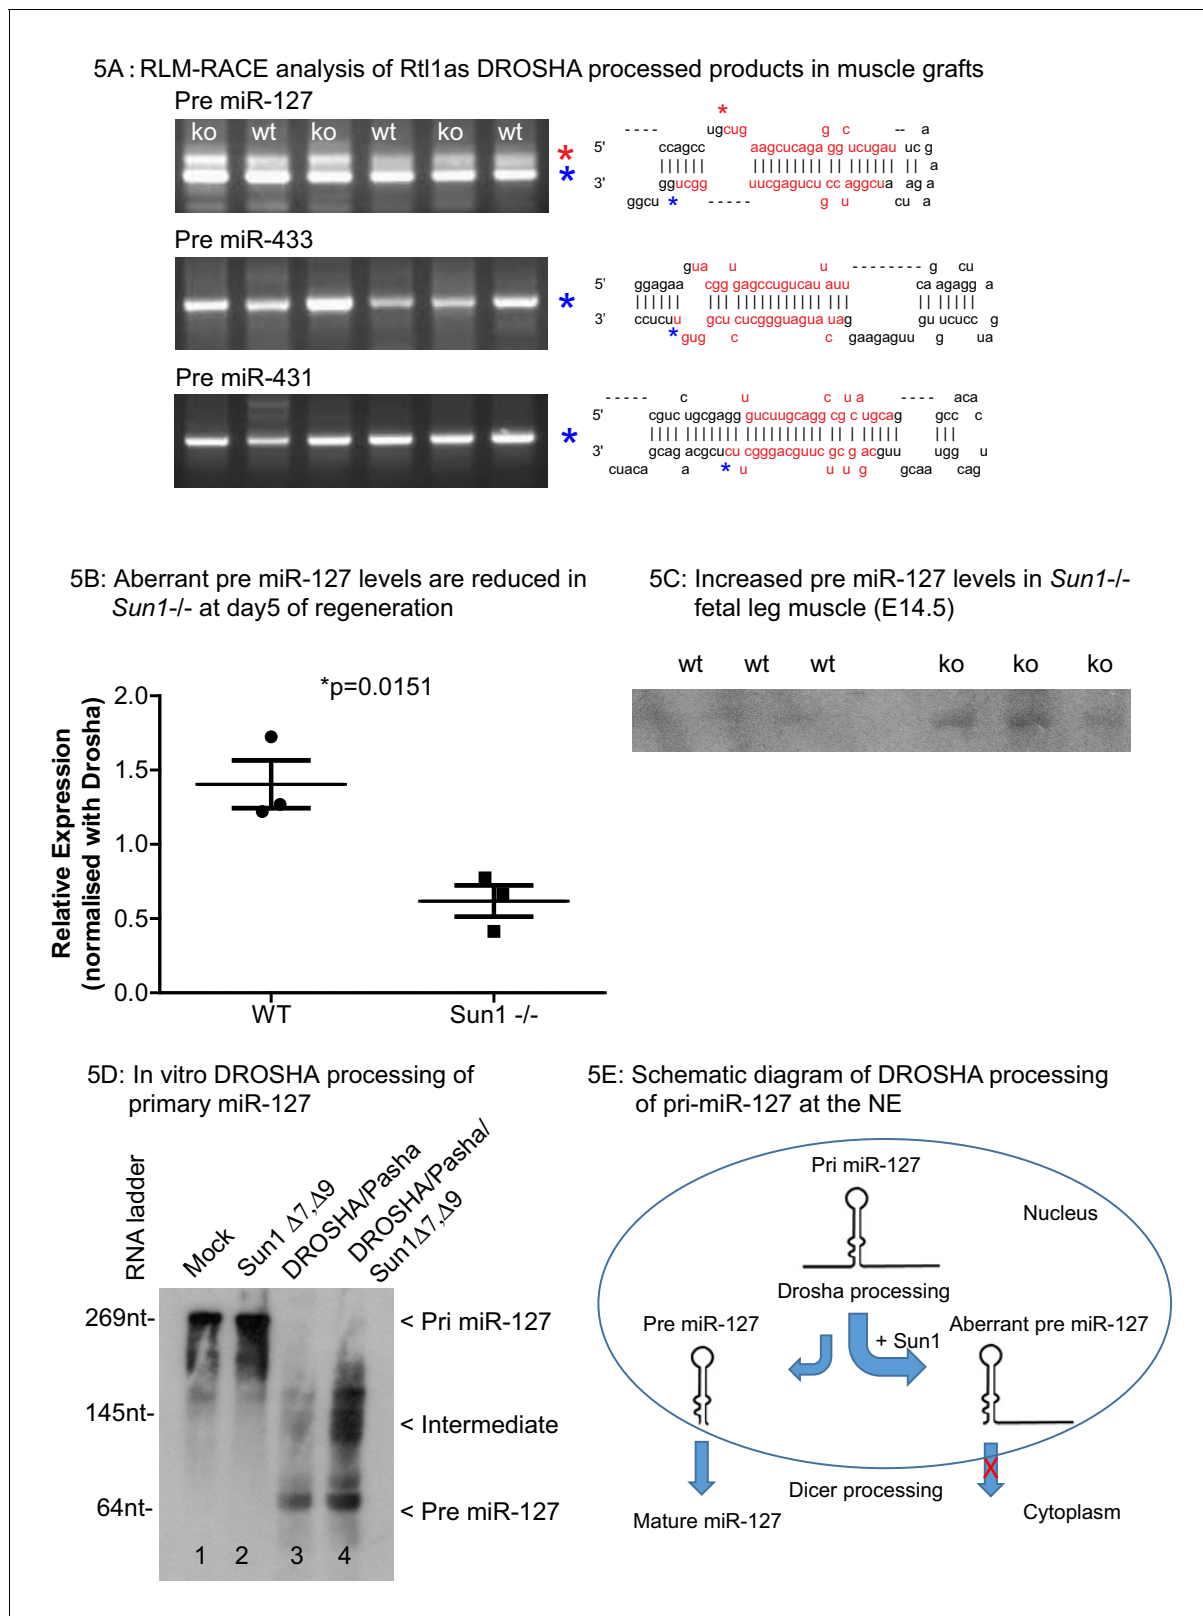 5A : RLM-RACE analysis of Rtl1as DROSHA processed products in muscle grafts
Pre miR-127
ko wt ko wt ko wt
*
*
*
---- ugcug g c -- a
5' ccagcc aagcucaga gg ucugau uc g
a
3' ggucgg uucgagucu cc aggcua ag a
ggcu * ----- g u cu a
Pre miR-433
*
gua u u -------- g cu
5' ggagaa cgg gagccugucau auu ca agagg a
3' ccucuu gcu cucggguagua uag gu ucucc g
* gug c c gaagaguu g ua
Pre miR-431
*
----- c u c u a ---- aca
5' cguc ugcgagg gucuugcagg cg c ugcag gcc c
3' gcag acgcucu cgggacguuc gc g acguu ugg u
cuaca a * u u u g gcaa cag
5B: Aberrant pre miR-127 levels are reduced in
Sun1-/- at day5 of regeneration
Relative Expression
(normalised with Drosha)
2.0
1.5
1.0
0.5
0.0
*p=0.0151
WT Sun1 -/-
5C: Increased pre miR-127 levels in Sun1-/-
fetal leg muscle (E14.5)
wt wt wt ko ko ko
5D: In vitro DROSHA processing of
primary miR-127
RNA ladder
Mock
Sun1 Δ7,Δ9
DROSHA/Pasha
DROSHA/Pasha/
Sun1Δ7,Δ9
269nt-
145nt-
64nt-
< Pri miR-127
< Intermediate
< Pre miR-127
1 2 3 4
5E: Schematic diagram of DROSHA processing
of pri-miR-127 at the NE
Pri miR-127
Nucleus
Drosha processing
Pre miR-127
+ Sun1
Aberrant pre miR-127
X
Dicer processing
Mature miR-127
Cytoplasm